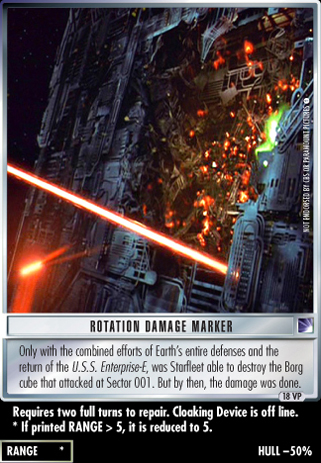 NOT ENDORSED BY CBS OR PARAMOUNT PICTURES
ROTATION DAMAGE MARKER
Only with the combined efforts of Earth's entire defenses and the
return of the U.S.S. Enterprise-E, was Starfleet able to destroy the Borg
cube that attacked at Sector 001. But by then, the damage was done.
18 VP
Requires two full turns to repair. Cloaking Device is off line.
* If printed RANGE > 5, it is reduced to 5.
RANGE *
HULL –50%